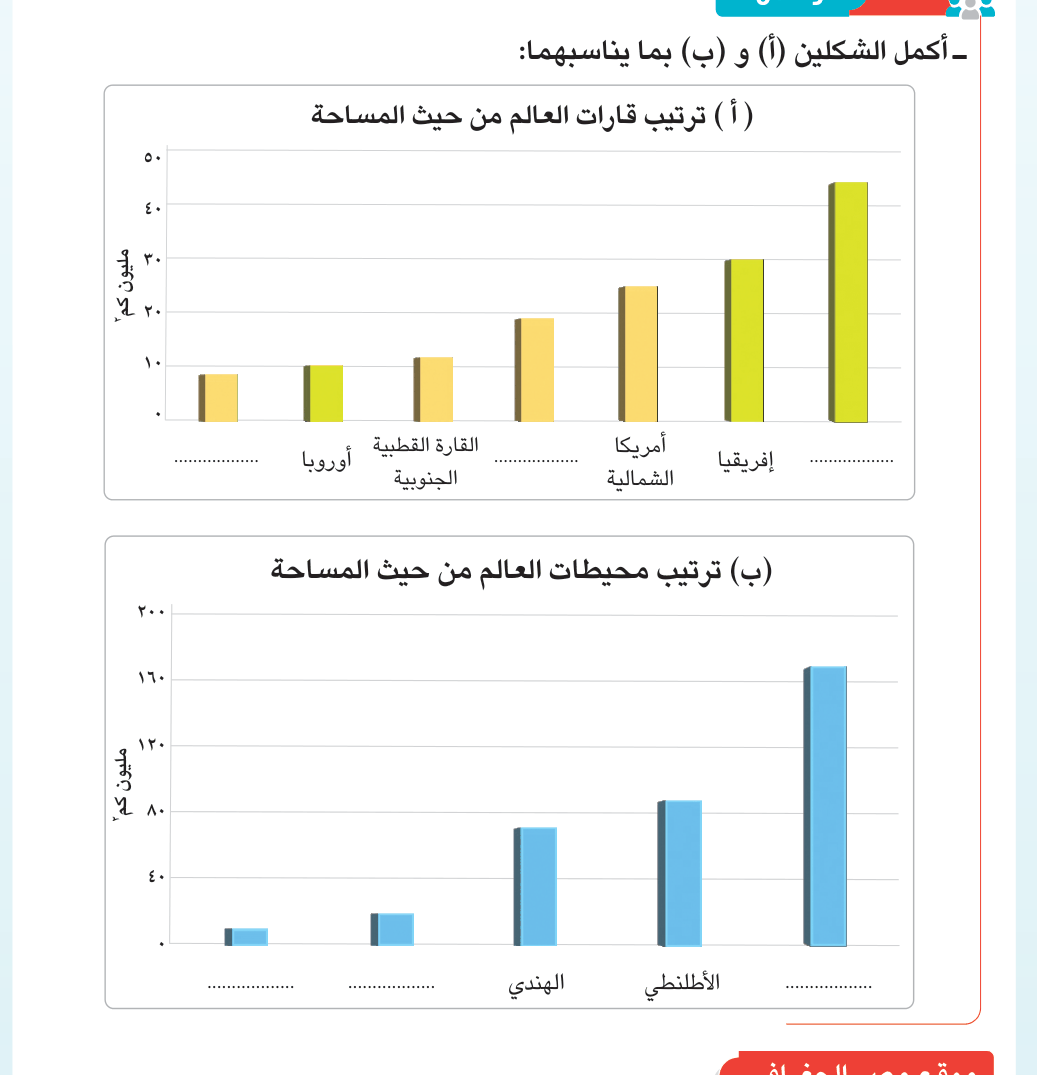 ـ أكمل الشكلين (أ) و (ب) بما يناسبهما:
( أ ) ترتيب قارات العالم من حيث المساحة
٥٠
٤٠
٣٠
٢٠
١٠
٠
مليون كم٢
................. أوروبا القارة القطبية الجنوبية ................. أمريكا الشمالية إفريقيا .................
(ب) ترتيب محيطات العالم من حيث المساحة
٢٠٠
١٦٠
١٢٠
٨٠
٤٠
٠
مليون كم٢
................. ................. الهندي الأطلنطي .................